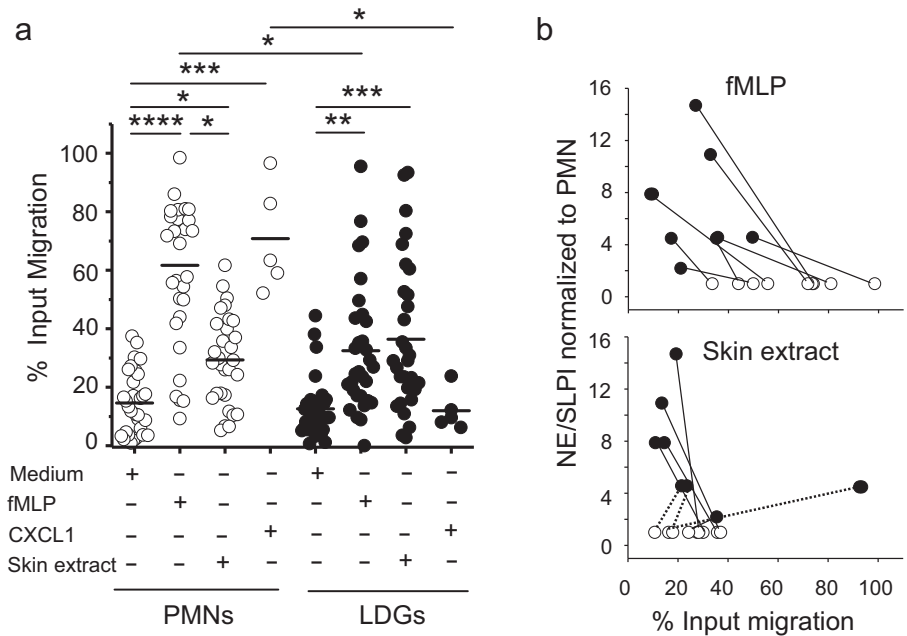 a
*
*
***
*
***
**** *
**
% Input Migration
100
80
60
40
20
0
Medium + – – – + – – –
fMLP – + – – – + – –
CXCL1 – – – + – – – +
Skin extract – – + – – – + –
PMNs LDGs
b
NE/SLPI normalized to PMN
fMLP
16
12
8
4
0
Skin extract
16
12
8
4
0
0 20 40 60 80 100
% Input migration